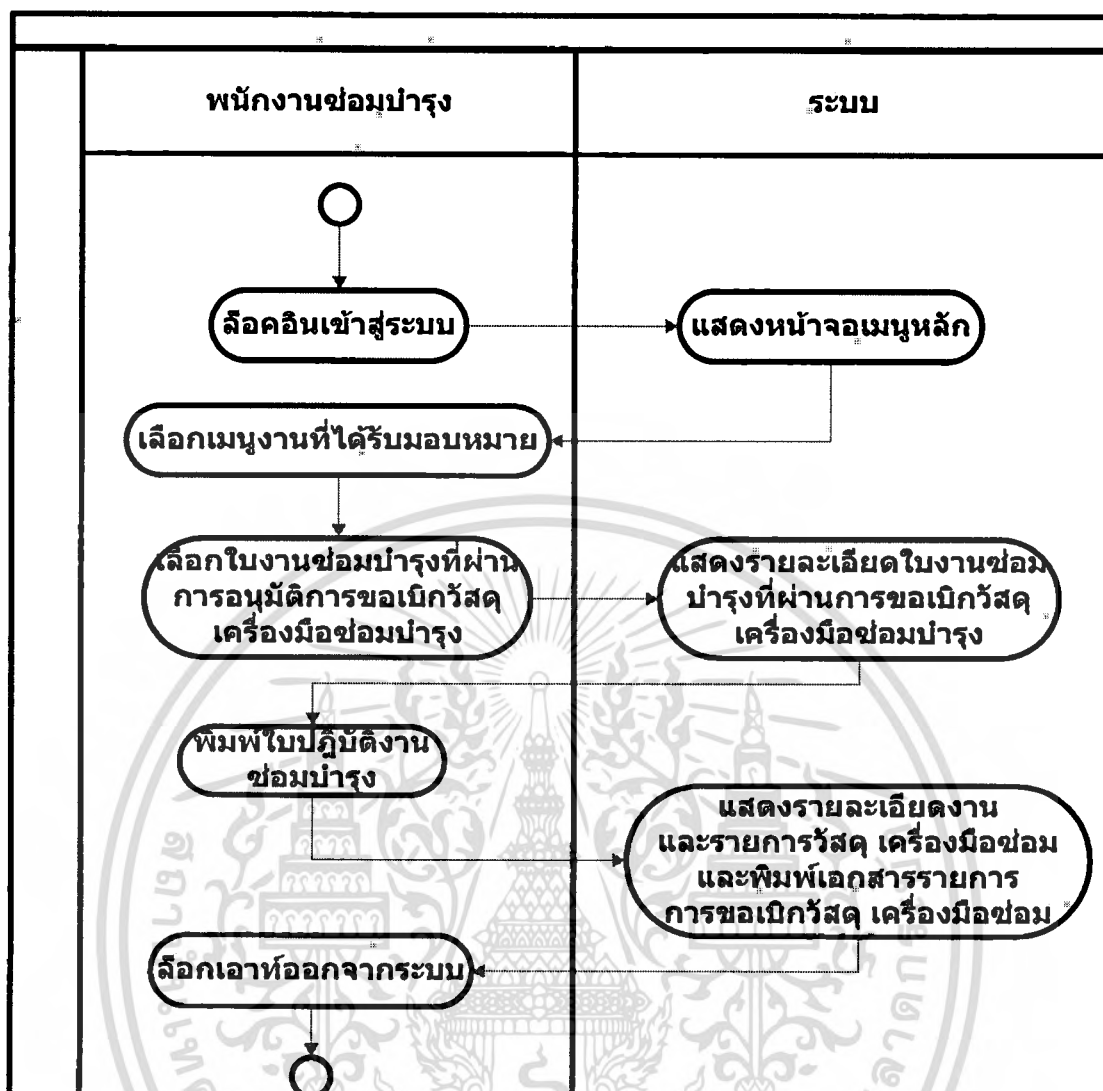 พนักงานซ่อมบำรุง
ระบบ
ล็อคอินเข้าสู่ระบบ
แสดงหน้าจอเมนูหลัก
เลือกเมนูงานที่ได้รับมอบหมาย
เลือกใบงานซ่อมบำรุงที่ผ่าน
การอนุมัติการขอเบิกวัสดุ
เครื่องมือซ่อมบำรุง
แสดงรายละเอียดใบงานซ่อม
บำรุงที่ผ่านการขอเบิกวัสดุ
เครื่องมือซ่อมบำรุง
พิมพ์ใบปฏิบัติงาน
ซ่อมบำรุง
แสดงรายละเอียดงาน
และรายการวัสดุ เครื่องมือซ่อม
และพิมพ์เอกสารรายการ
การขอเบิกวัสดุ เครื่องมือซ่อม
ล็อกเอาท์ออกจากระบบ